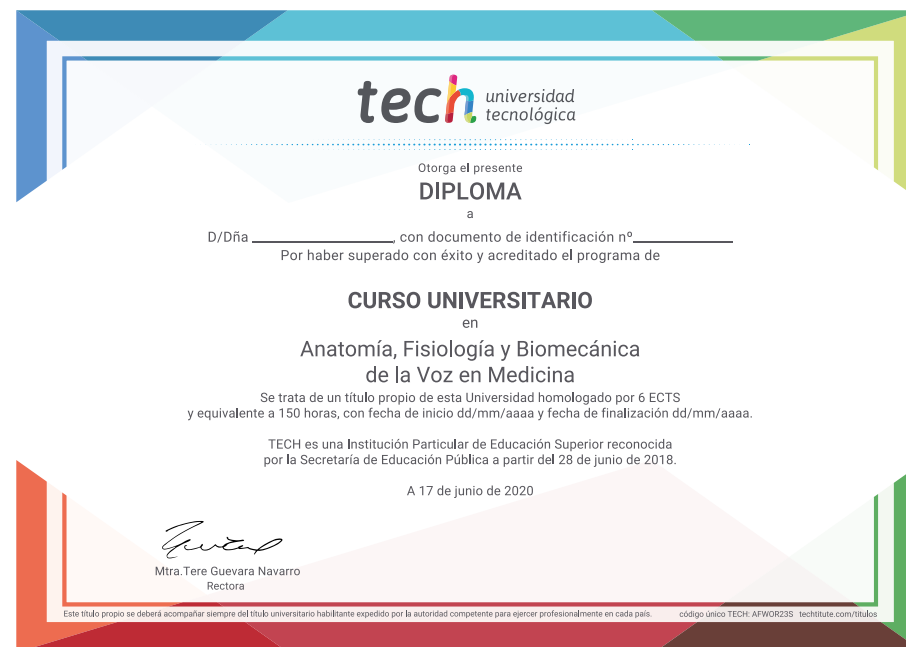 tech universidad
tecnológica
Otorga el presente
DIPLOMA
a
D/Dña ____________________, con documento de identificación nº______________
Por haber superado con éxito y acreditado el programa de
CURSO UNIVERSITARIO
en
Anatomía, Fisiología y Biomecánica
de la Voz en Medicina
Se trata de un título propio de esta Universidad homologado por 6 ECTS
y equivalente a 150 horas, con fecha de inicio dd/mm/aaaa y fecha de finalización dd/mm/aaaa.
TECH es una Institución Particular de Educación Superior reconocida
por la Secretaría de Educación Pública a partir del 28 de junio de 2018.
A 17 de junio de 2020
Mtra.Tere Guevara Navarro
Rectora
Este título propio se deberá acompañar siempre del título universitario habilitante expedido por la autoridad competente para ejercer profesionalmente en cada país. código único TECH: AFWOR23S techtitute.com/titulos